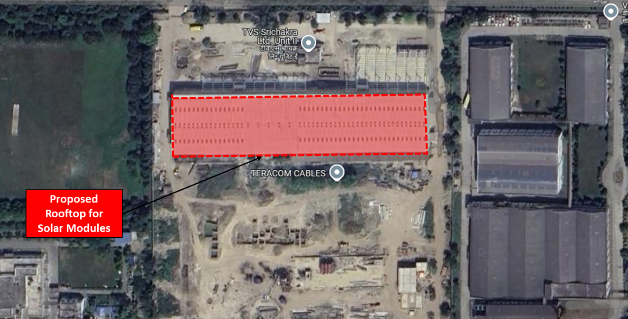 TVS Srichakra
Ltd. Unit II
TERACOM CABLES
Proposed
Rooftop for
Solar Modules